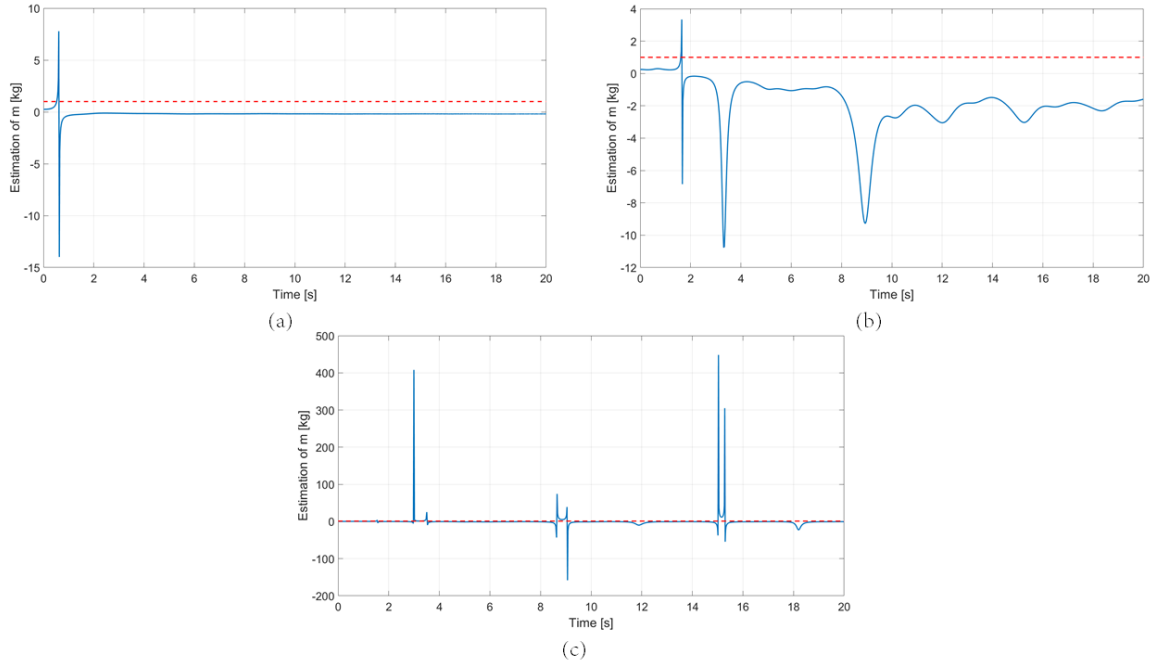 10
5
0
-5
-10
-15
Estimation of m [kg]
0 2 4 6 8 10 12 14 16 18 20
Time [s]
(a)
4
2
0
-2
-4
-6
-8
-10
-12
Estimation of m [kg]
0 2 4 6 8 10 12 14 16 18 20
Time [s]
(b)
500
400
300
200
100
0
-100
-200
Estimation of m [kg]
0 2 4 6 8 10 12 14 16 18 20
Time [s]
(c)